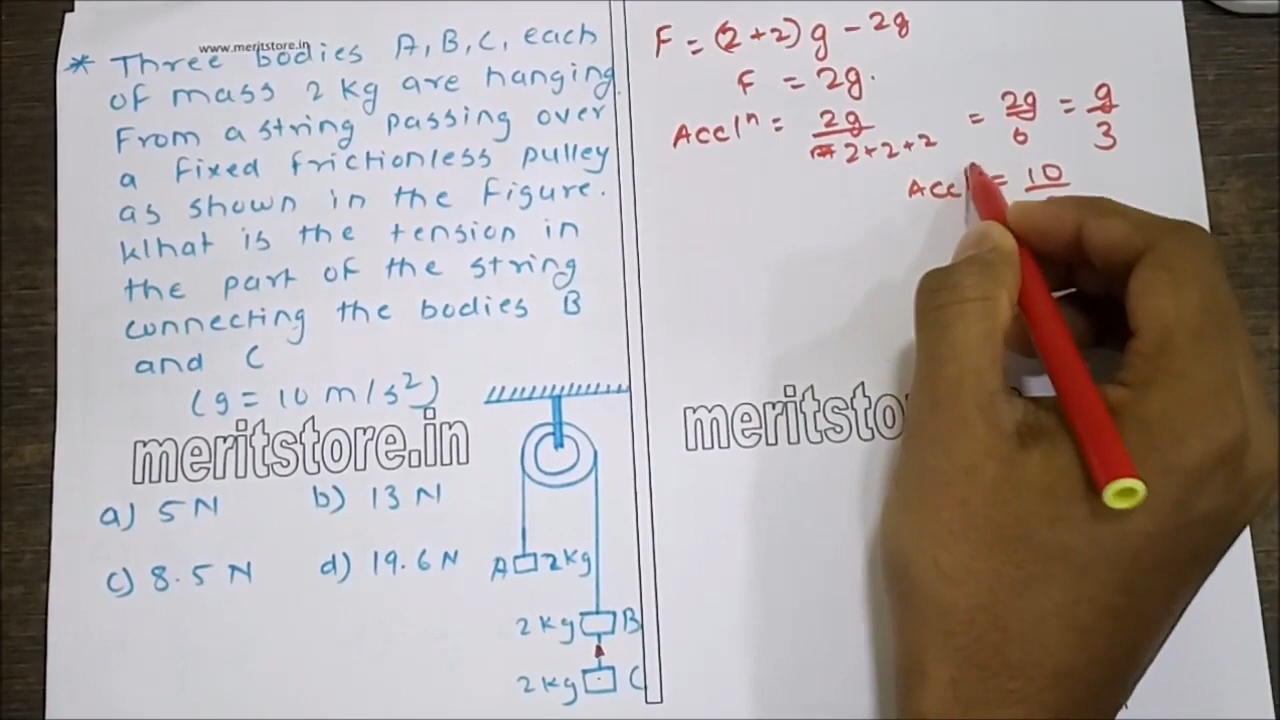 www.meritstore.in
* Three bodies A, B, C, each
of mass 2 kg are hanging
From a string passing over
a fixed frictionless pulley
as shown in the Figure.
What is the tension in
the part of the string
connecting the bodies B
and C
(g = 10 m/s²)
meritstore.in
a) 5 N b) 13 N
c) 8.5 N d) 19.6 N
A 2kg
2kg B
2kg C
F = (2+2)g - 2g
F = 2g.
Accln = 2g / 2+2+2 = 2g / 6 = g / 3
Acc = 10
meritsto